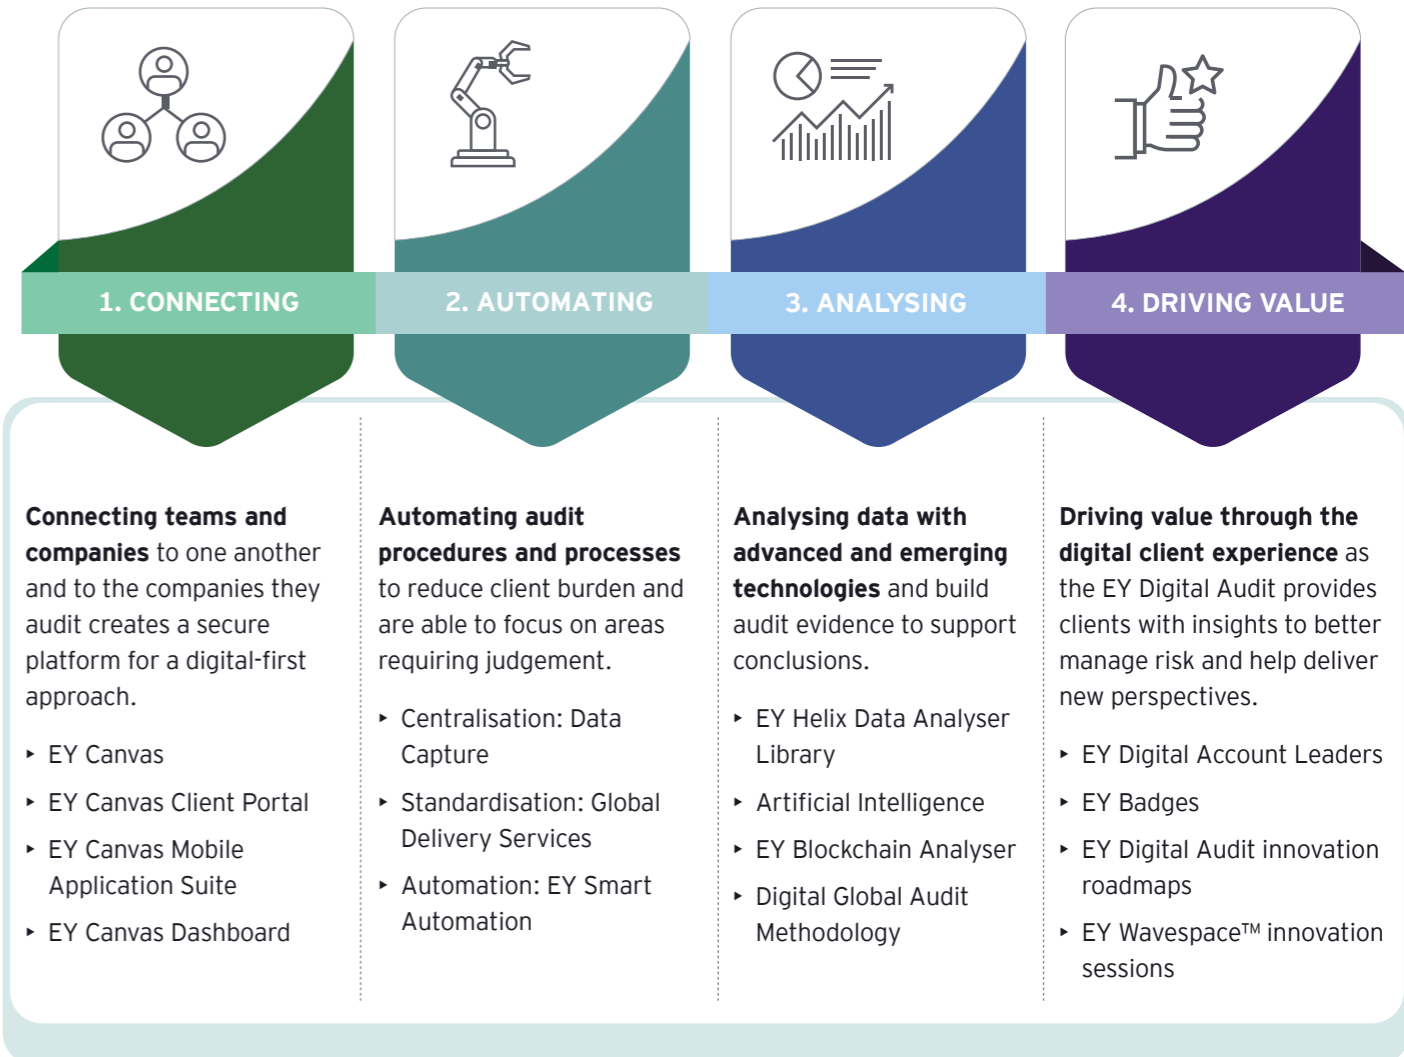 1. CONNECTING
2. AUTOMATING
3. ANALYSING
4. DRIVING VALUE
Connecting teams and
companies to one another
and to the companies they
audit creates a secure
platform for a digital-first
approach.
‣ EY Canvas
‣ EY Canvas Client Portal
‣ EY Canvas Mobile
Application Suite
‣ EY Canvas Dashboard
Automating audit
procedures and processes
to reduce client burden and
are able to focus on areas
requiring judgement.
‣ Centralisation: Data
Capture
‣ Standardisation: Global
Delivery Services
‣ Automation: EY Smart
Automation
Analysing data with
advanced and emerging
technologies and build
audit evidence to support
conclusions.
‣ EY Helix Data Analyser
Library
‣ Artificial Intelligence
‣ EY Blockchain Analyser
‣ Digital Global Audit
Methodology
Driving value through the
digital client experience as
the EY Digital Audit provides
clients with insights to better
manage risk and help deliver
new perspectives.
‣ EY Digital Account Leaders
‣ EY Badges
‣ EY Digital Audit innovation
roadmaps
‣ EY Wavespace™ innovation
sessions